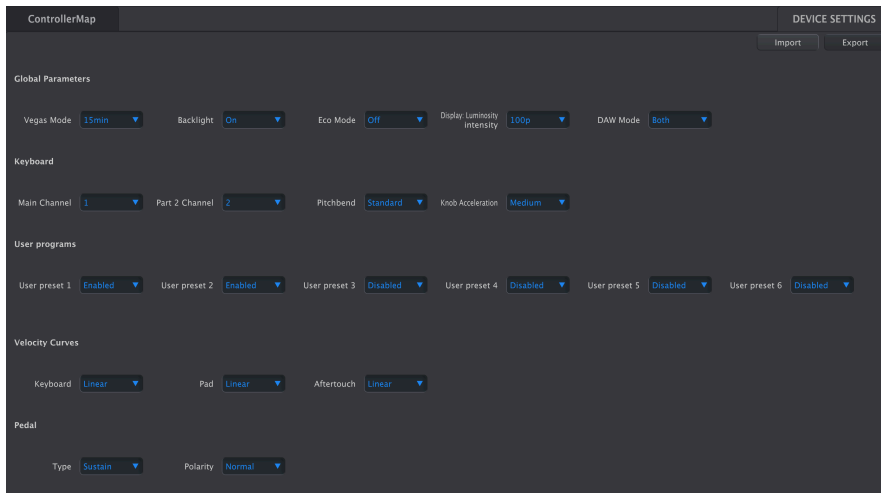 ControllerMap DEVICE SETTINGS
Import Export
Global Parameters
Vegas Mode 15min Backlight On Eco Mode Off Display: Luminosity intensity 100p DAW Mode Both
Keyboard
Main Channel 1 Part 2 Channel 2 Pitchbend Standard Knob Acceleration Medium
User programs
User preset 1 Enabled User preset 2 Enabled User preset 3 Disabled User preset 4 Disabled User preset 5 Disabled User preset 6 Disabled
Velocity Curves
Keyboard Linear Pad Linear Aftertouch Linear
Pedal
Type Sustain Polarity Normal